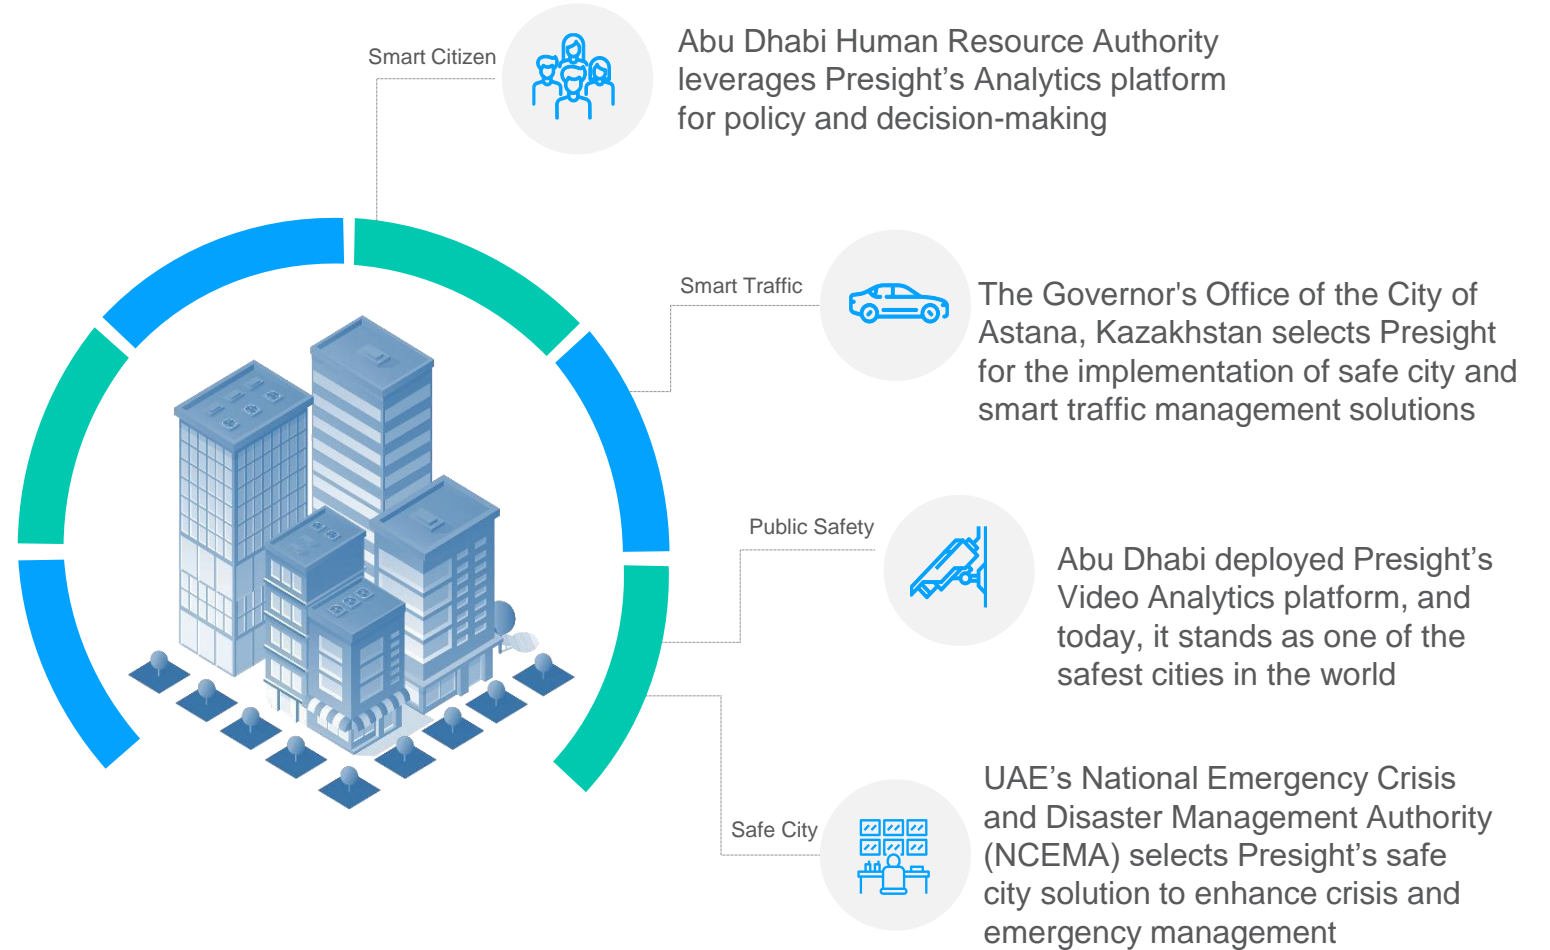 Smart Citizen
Abu Dhabi Human Resource Authority
leverages Presight’s Analytics platform
for policy and decision-making
Smart Traffic
The Governor's Office of the City of
Astana, Kazakhstan selects Presight
for the implementation of safe city and
smart traffic management solutions
Public Safety
Abu Dhabi deployed Presight’s
Video Analytics platform, and
today, it stands as one of the
safest cities in the world
Safe City
UAE’s National Emergency Crisis
and Disaster Management Authority
(NCEMA) selects Presight’s safe
city solution to enhance crisis and
emergency management